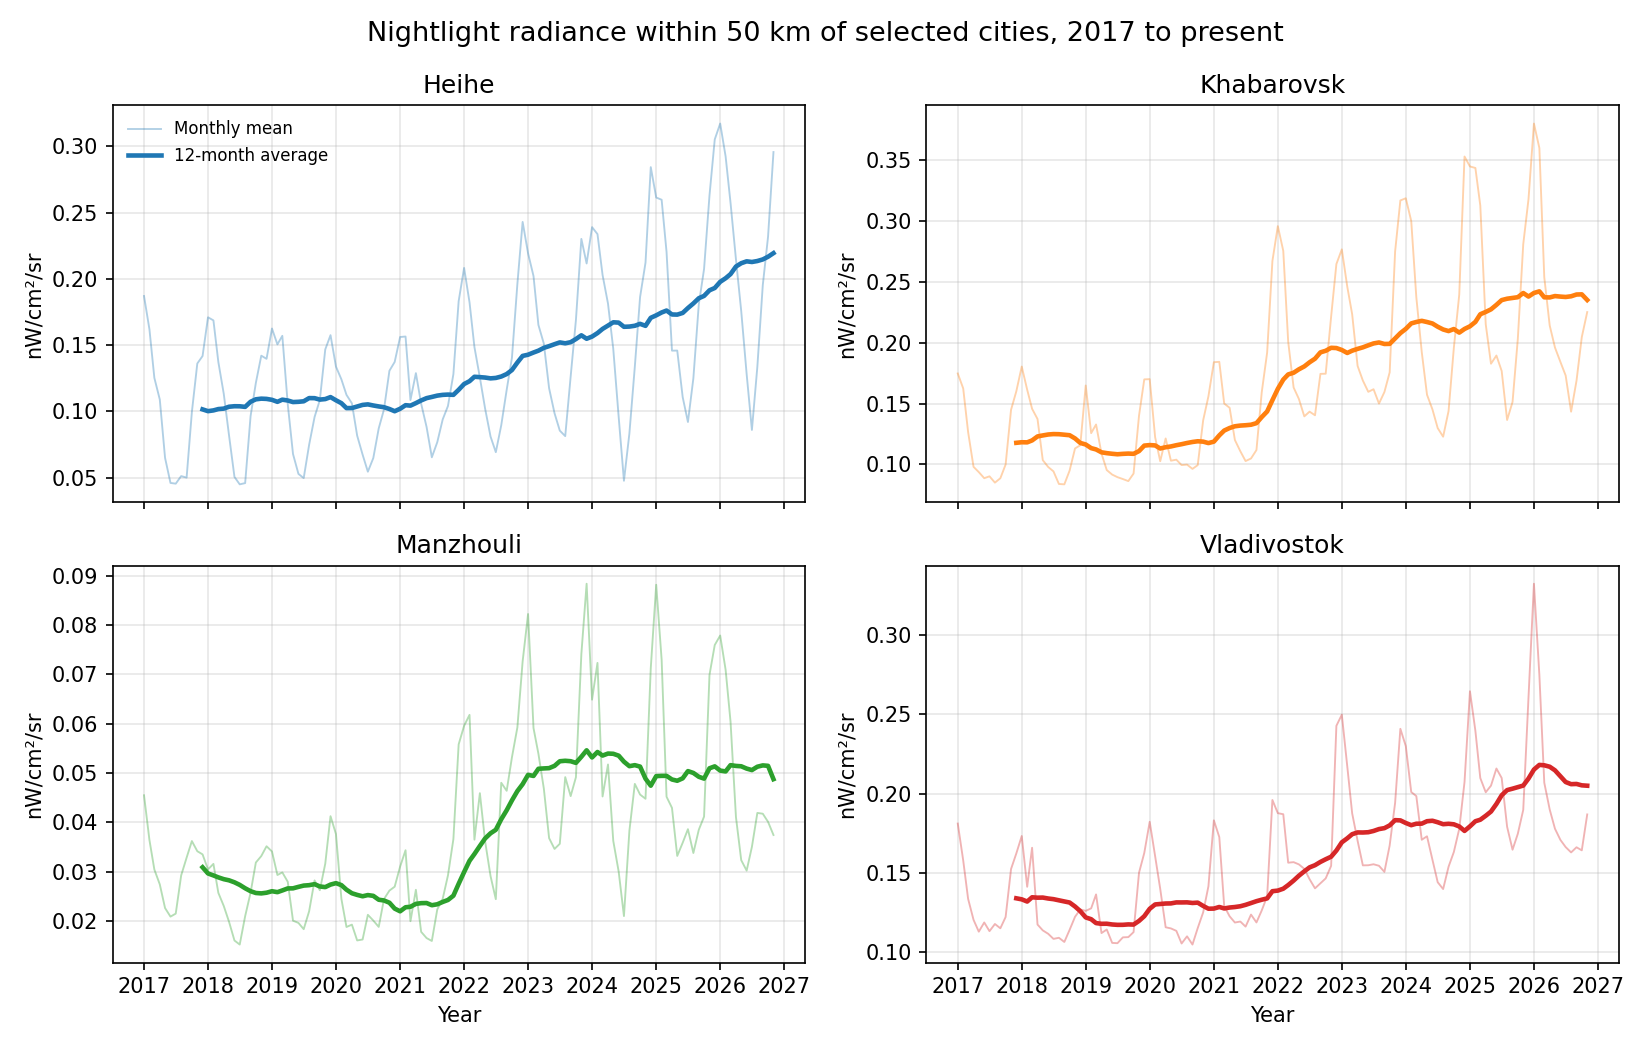 Nightlight radiance within 50 km of selected cities, 2017 to present
Heihe
nW/cm²/sr
0.30
0.25
0.20
0.15
0.10
0.05
Monthly mean
12-month average
Khabarovsk
nW/cm²/sr
0.35
0.30
0.25
0.20
0.15
0.10
Manzhouli
nW/cm²/sr
0.09
0.08
0.07
0.06
0.05
0.04
0.03
0.02
2017 2018 2019 2020 2021 2022 2023 2024 2025 2026 2027
Year
Vladivostok
nW/cm²/sr
0.30
0.25
0.20
0.15
0.10
2017 2018 2019 2020 2021 2022 2023 2024 2025 2026 2027
Year